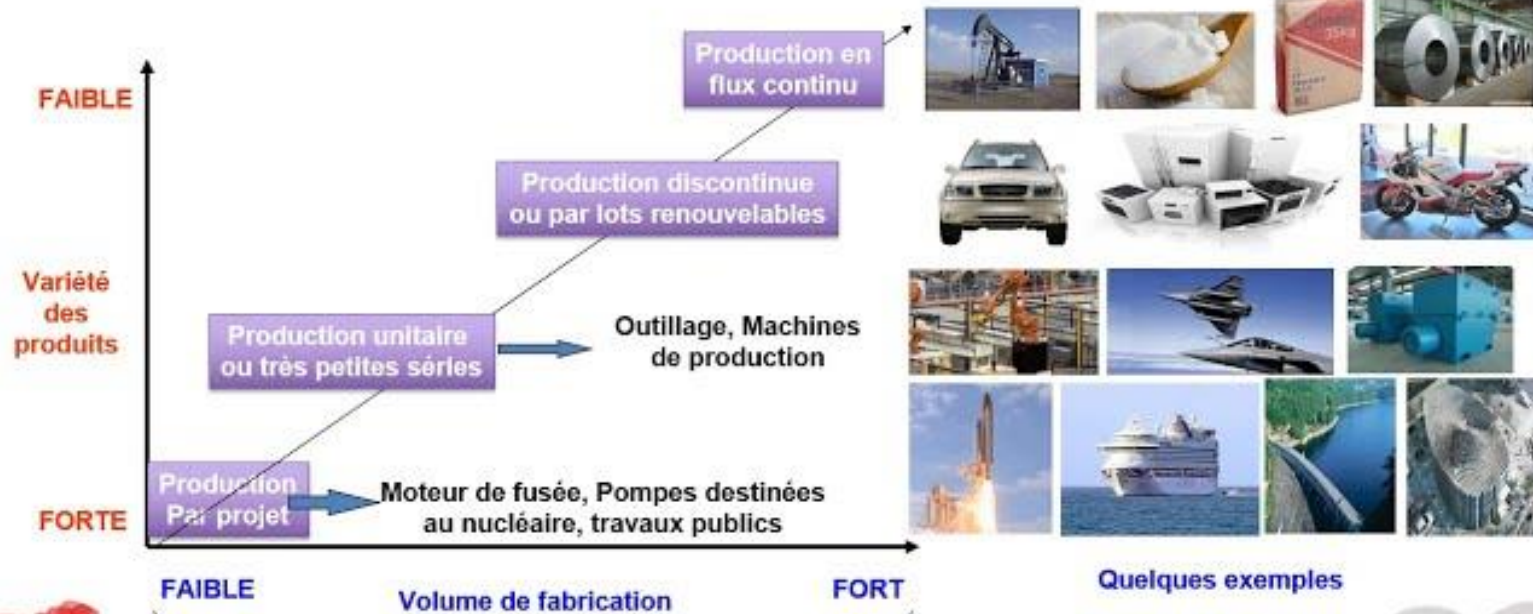 Production en
flux continu
FAIBLE
35kg
Production discontinue
ou par lots renouvelables
Variété
des
produits
Production unitaire
ou très petites séries
Outillage, Machines
de production
Production
Par projet
Moteur de fusée, Pompes destinées
au nucléaire, travaux publics
FORTE
FAIBLE
Volume de fabrication
FORT
Quelques exemples